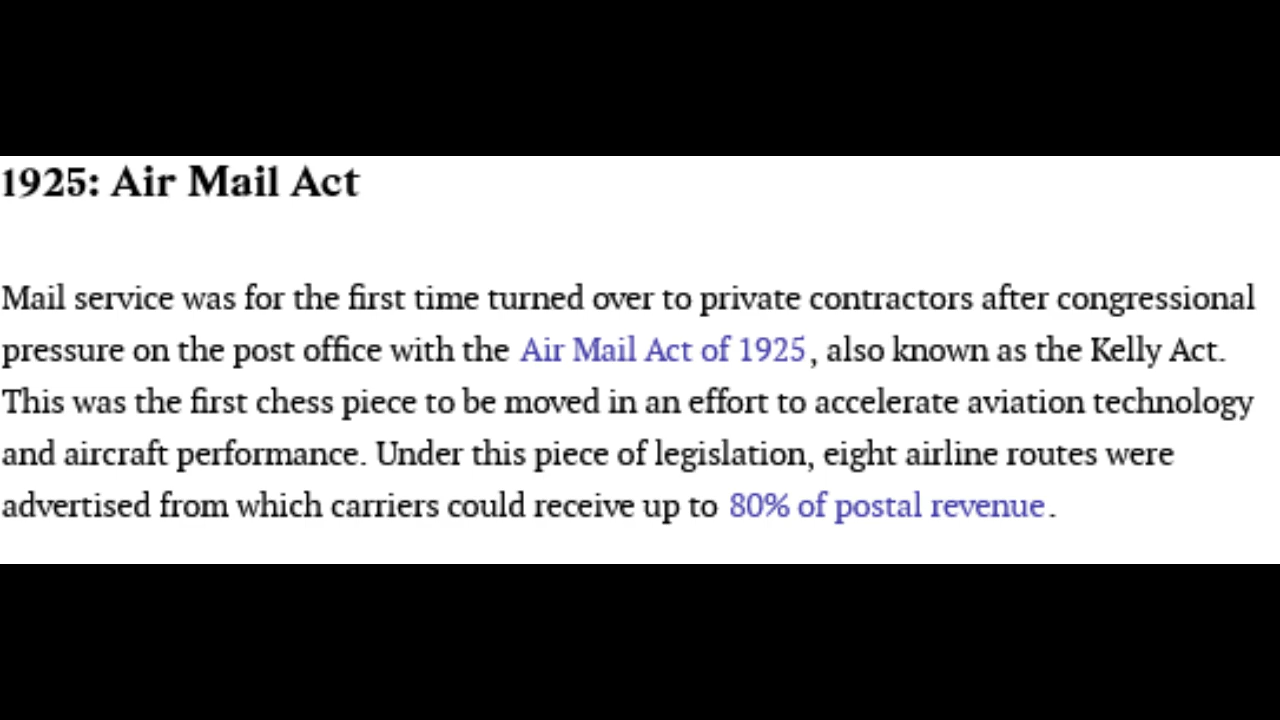 1925: Air Mail Act
Mail service was for the first time turned over to private contractors after congressional
pressure on the post office with the Air Mail Act of 1925, also known as the Kelly Act.
This was the first chess piece to be moved in an effort to accelerate aviation technology
and aircraft performance. Under this piece of legislation, eight airline routes were
advertised from which carriers could receive up to 80% of postal revenue.